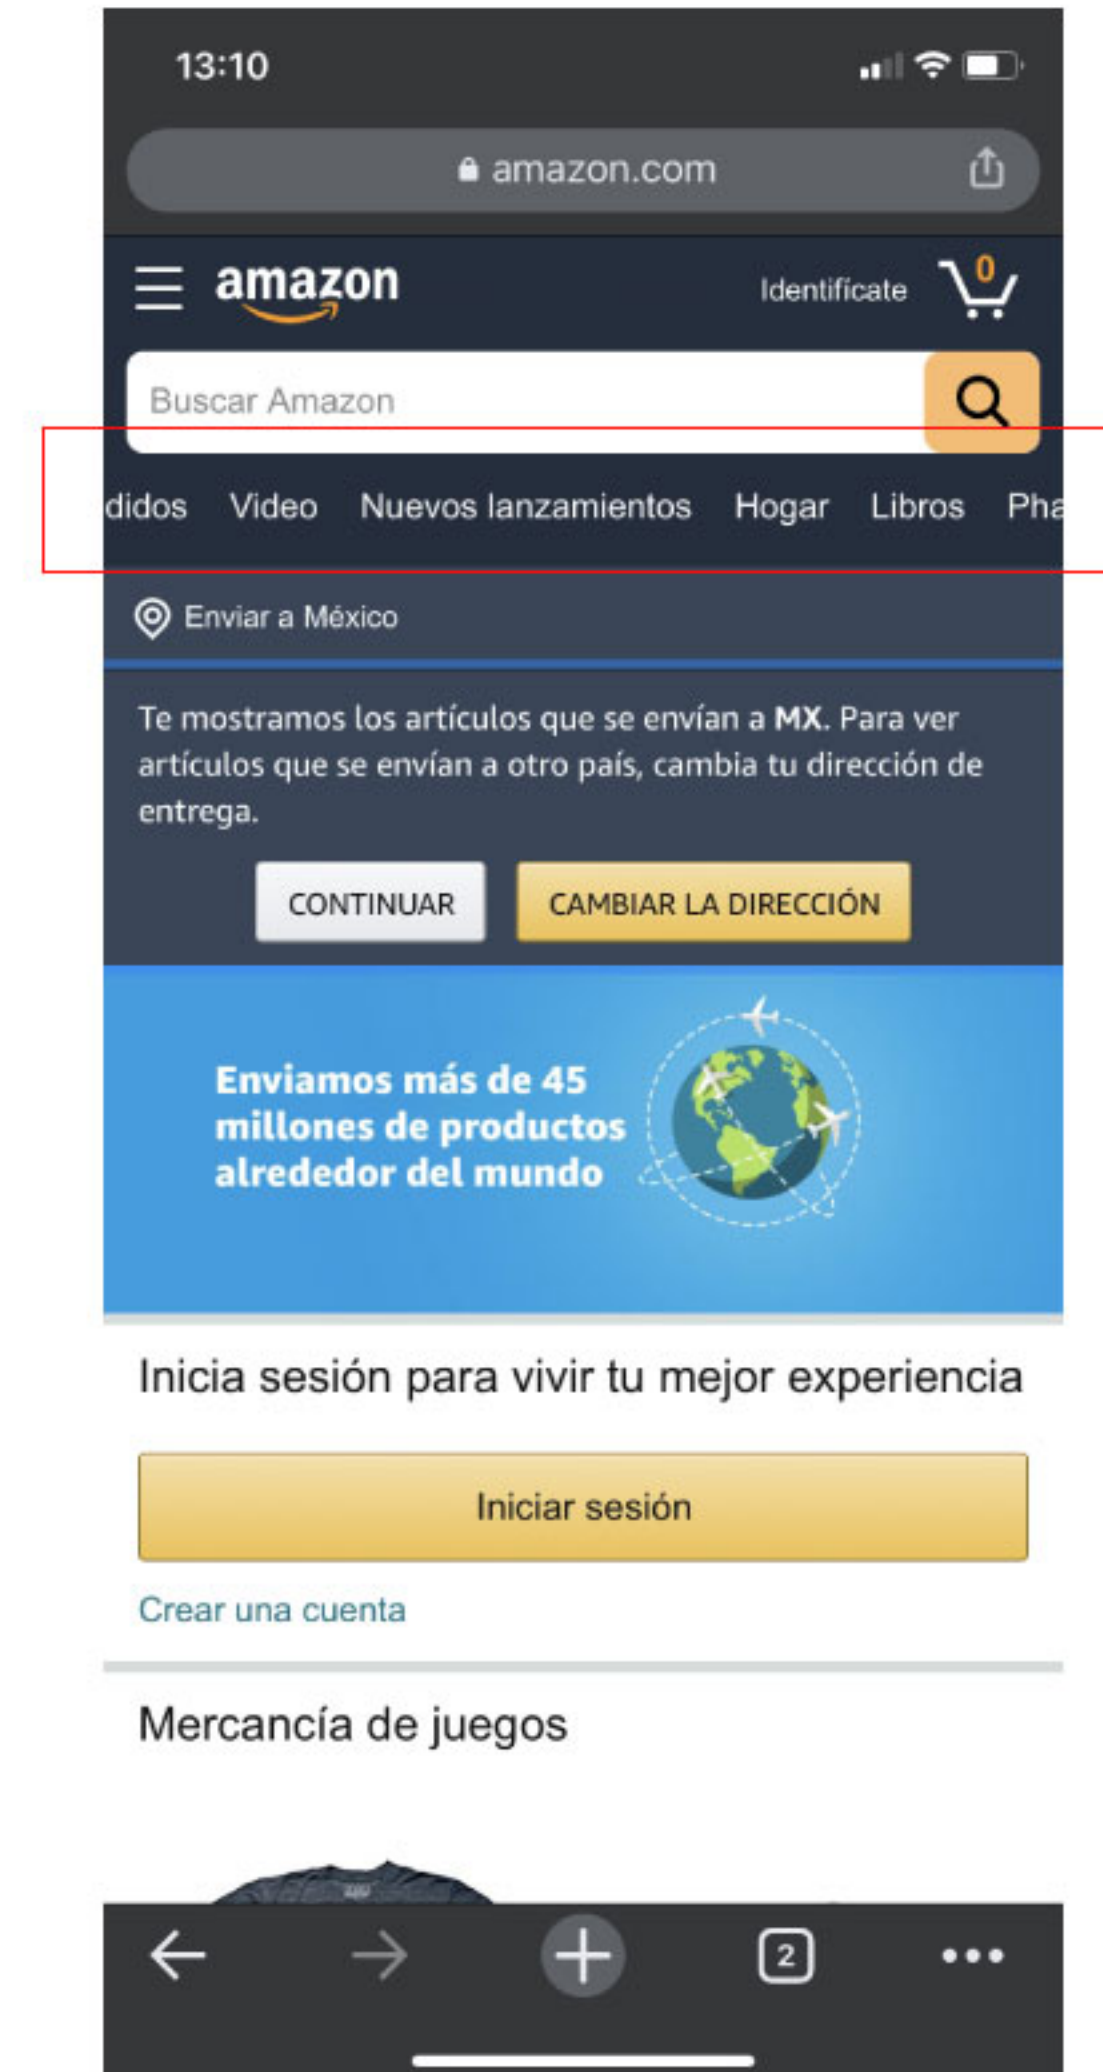 13:10
amazon.com
amazon
Identifícate
0
Buscar Amazon
didos Video Nuevos lanzamientos Hogar Libros Pha
Enviar a México
Te mostramos los artículos que se envían a MX. Para ver
artículos que se envían a otro país, cambia tu dirección de
entrega.
CONTINUAR
CAMBIAR LA DIRECCIÓN
Enviamos más de 45
millones de productos
alrededor del mundo
Inicia sesión para vivir tu mejor experiencia
Iniciar sesión
Crear una cuenta
Mercancía de juegos
2